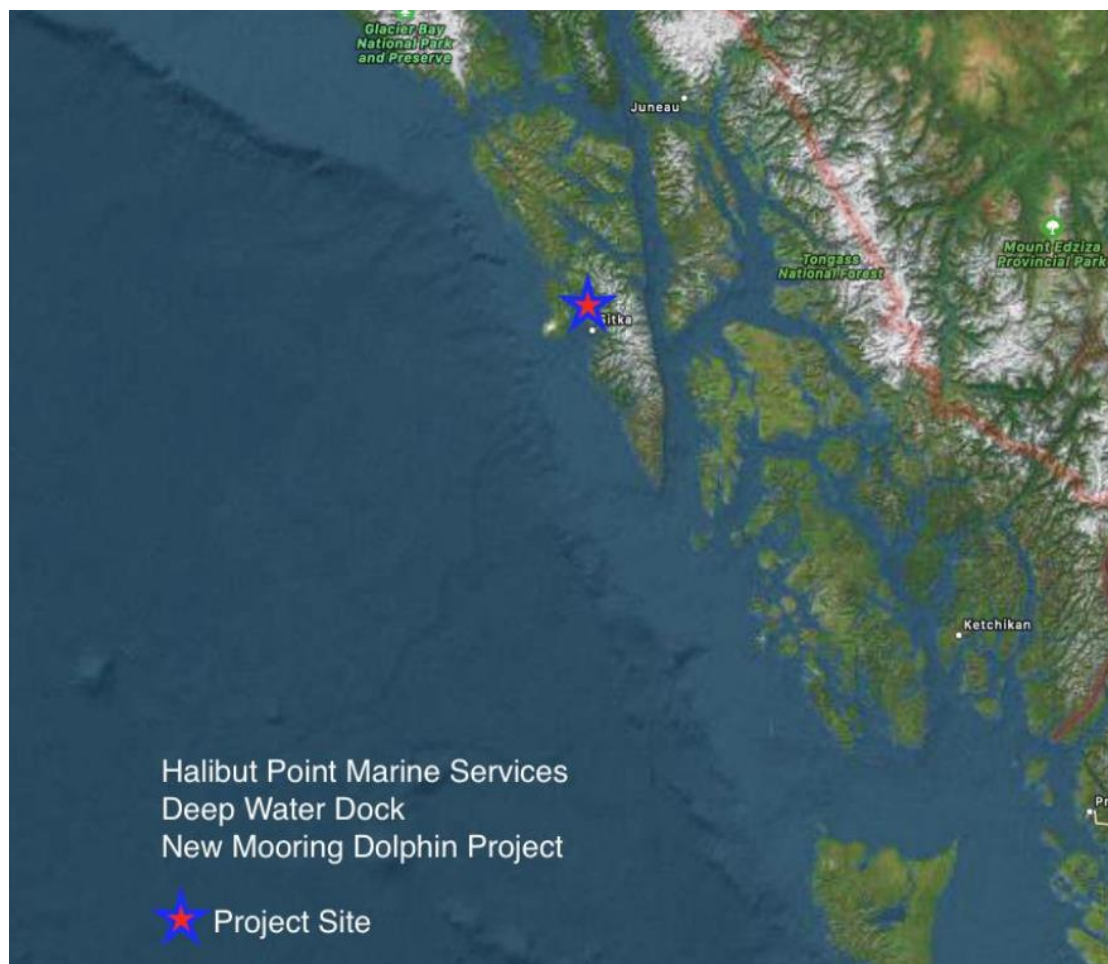 Glacier Bay
National Park
and Preserve
Juneau
Mount Edziza
Provincial Park
Tongass
National Forest
Sitka
Ketchikan
Halibut Point Marine Services
Deep Water Dock
New Mooring Dolphin Project
Pr
Project Site